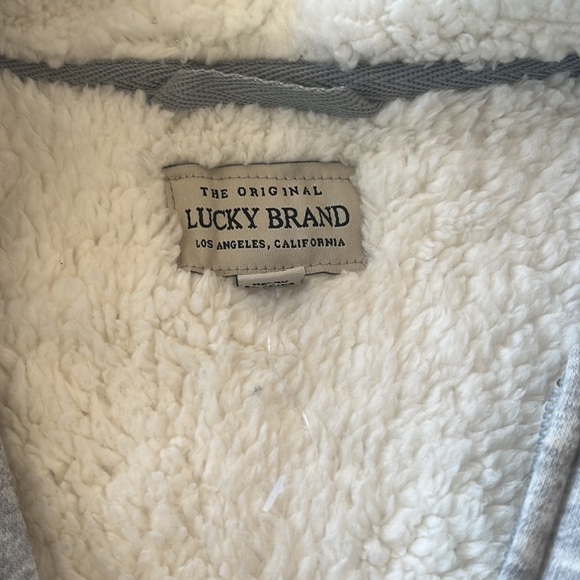 THE ORIGINAL
LUCKY BRAND
LOS ANGELES, CALIFORNIA